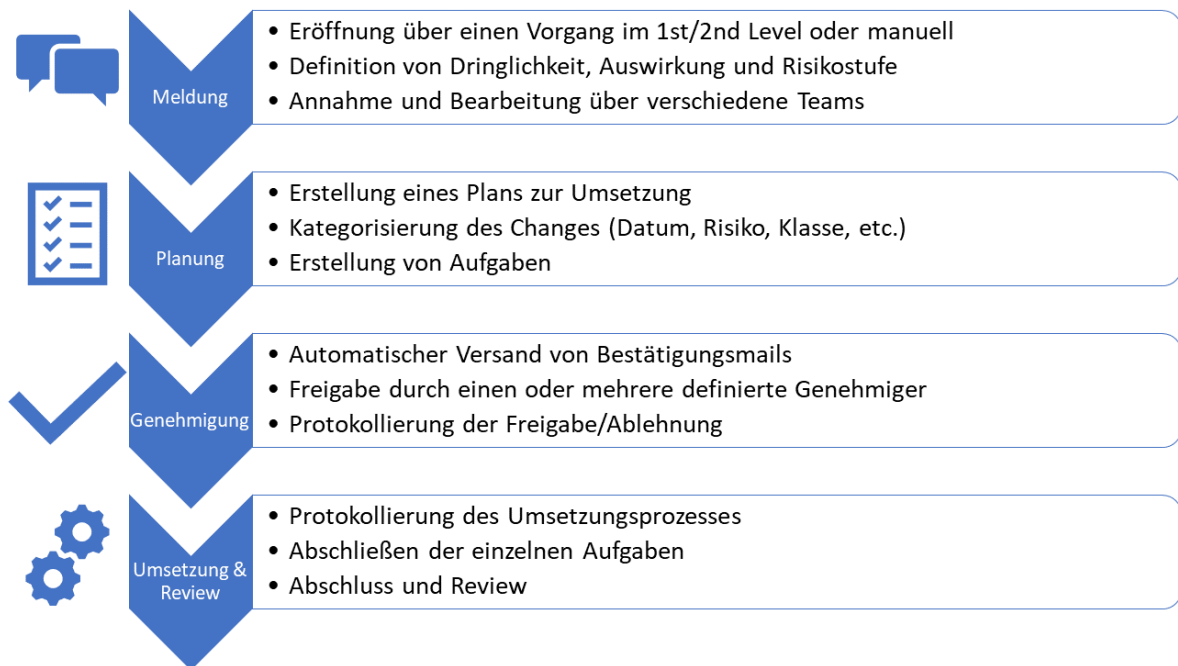 Meldung
• Eröffnung über einen Vorgang im 1st/2nd Level oder manuell
• Definition von Dringlichkeit, Auswirkung und Risikostufe
• Annahme und Bearbeitung über verschiedene Teams
Planung
• Erstellung eines Plans zur Umsetzung
• Kategorisierung des Changes (Datum, Risiko, Klasse, etc.)
• Erstellung von Aufgaben
Genehmigung
• Automatischer Versand von Bestätigungsmails
• Freigabe durch einen oder mehrere definierte Genehmiger
• Protokollierung der Freigabe/Ablehnung
Umsetzung &
Review
• Protokollierung des Umsetzungsprozesses
• Abschließen der einzelnen Aufgaben
• Abschluss und Review